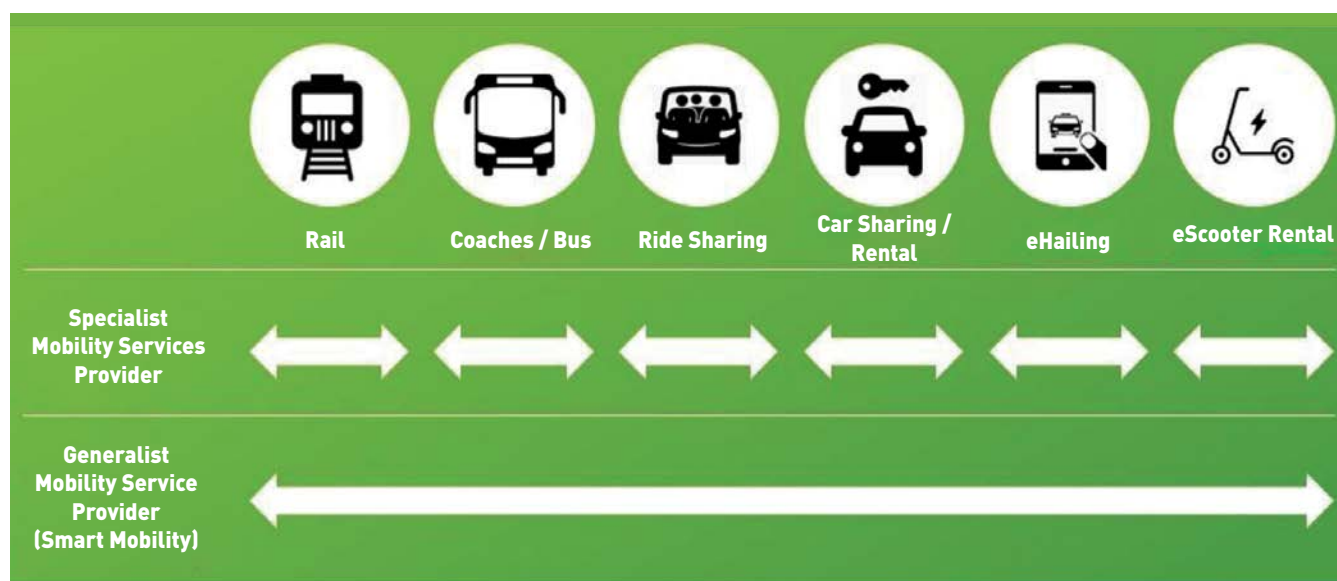 Rail
Coaches / Bus
Ride Sharing
Car Sharing /
Rental
eHailing
eScooter Rental
Specialist
Mobility Services
Provider
Generalist
Mobility Service
Provider
(Smart Mobility)